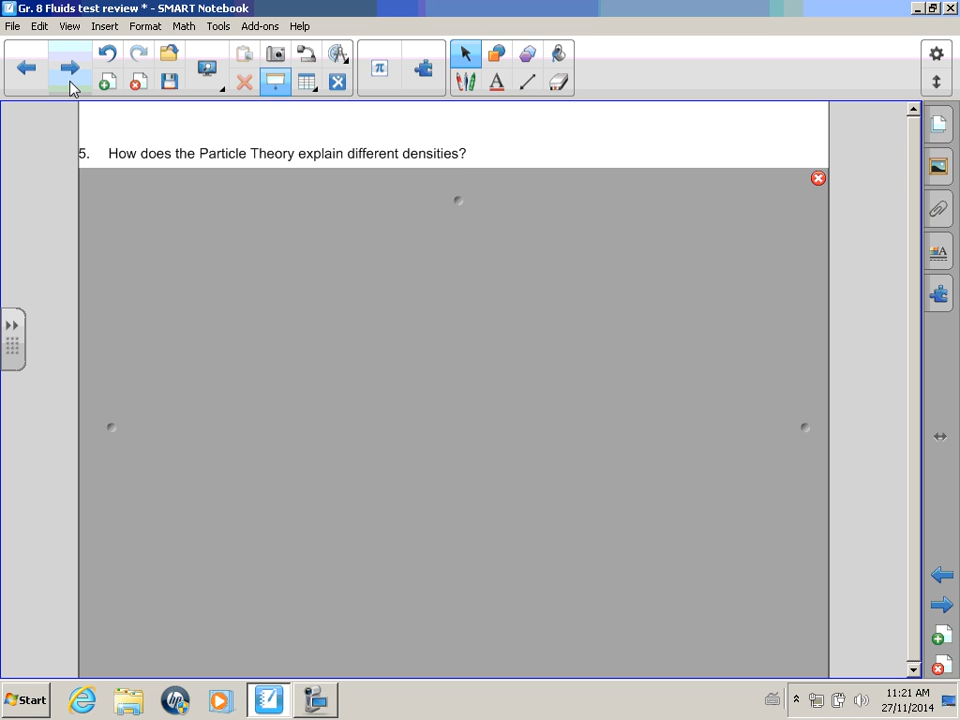 Gr. 8 Fluids test review * - SMART Notebook
File Edit View Insert Format Math Tools Add-ons Help
π
A
A
5. How does the Particle Theory explain different densities?
Start
11:21 AM
27/11/2014